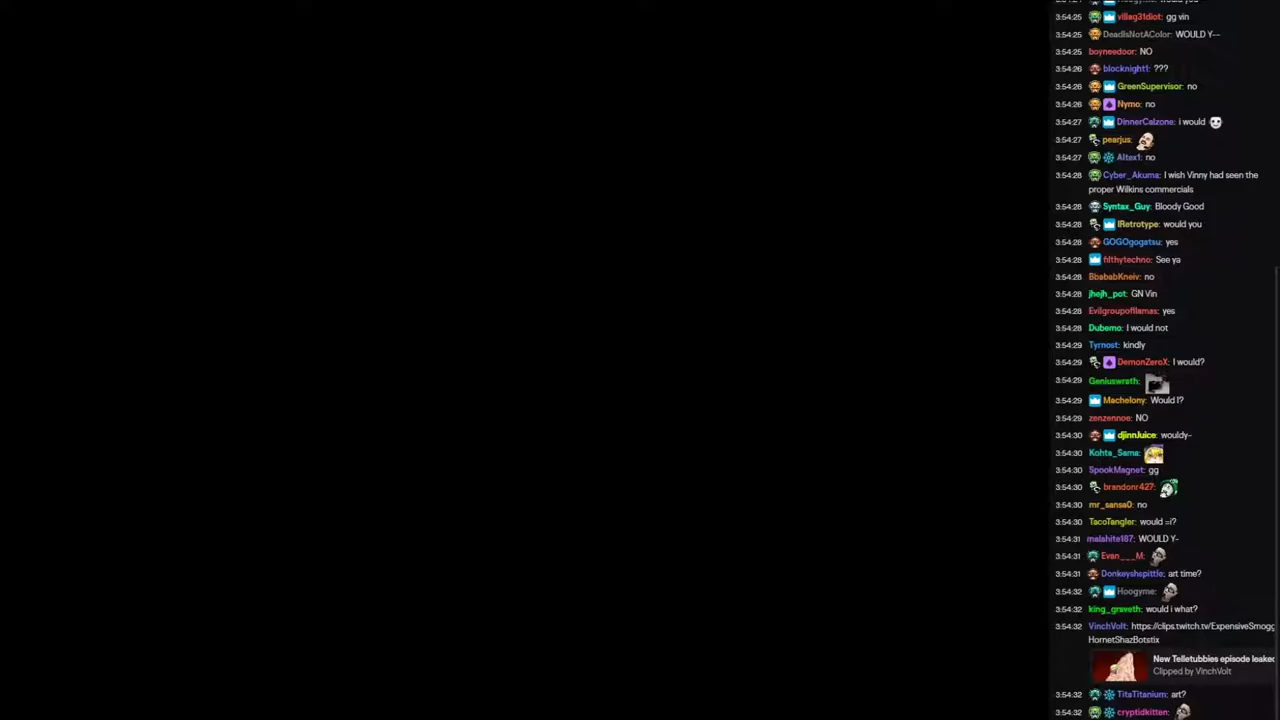 3:54:25 villag31diot: gg vin
3:54:25 DeadIsNotAColor: WOULD Y—
3:54:25 boyneedoor: NO
3:54:26 blocknight1: ???
3:54:26 GreenSupervisor: no
3:54:26 Nymo: no
3:54:27 DinnerCalzone: i would
3:54:27 pearjus:
3:54:27 Altex1: no
3:54:28 Cyber_Akuma: I wish Vinny had seen the
proper Wilkins commercials
3:54:28 Syntax_Guy: Bloody Good
3:54:28 IRetrotype: would you
3:54:28 GOGOgogatsu: yes
3:54:28 filthytechno: See ya
3:54:28 BbababKneiv: no
3:54:28 jhejh_pot: GN Vin
3:54:28 Evilgroupofllamas: yes
3:54:28 Dubemo: I would not
3:54:29 Tyrnost: kindly
3:54:29 DemonZeroX: I would?
3:54:29 Geniuswrath:
3:54:29 Machelony: Would I?
3:54:29 zenzennoe: NO
3:54:30 djinnJuice: wouldy-
3:54:30 Kohta_Sama:
3:54:30 SpookMagnet: gg
3:54:30 brandonr427:
3:54:30 mr_sansa0: no
3:54:30 TacoTangler: would =i?
3:54:31 malahite187: WOULD Y-
3:54:31 Evan___M:
3:54:31 Donkeyshspittle: art time?
3:54:32 Hoogyme:
3:54:32 king_graveth: would i what?
3:54:32 VinchVolt: https://clips.twitch.tv/ExpensiveSmogg
HornetShazBotstix
New Telletubbies episode leaked
Clipped by VinchVolt
3:54:32 TitaTitanium: art?
3:54:32 cryptidkitten: